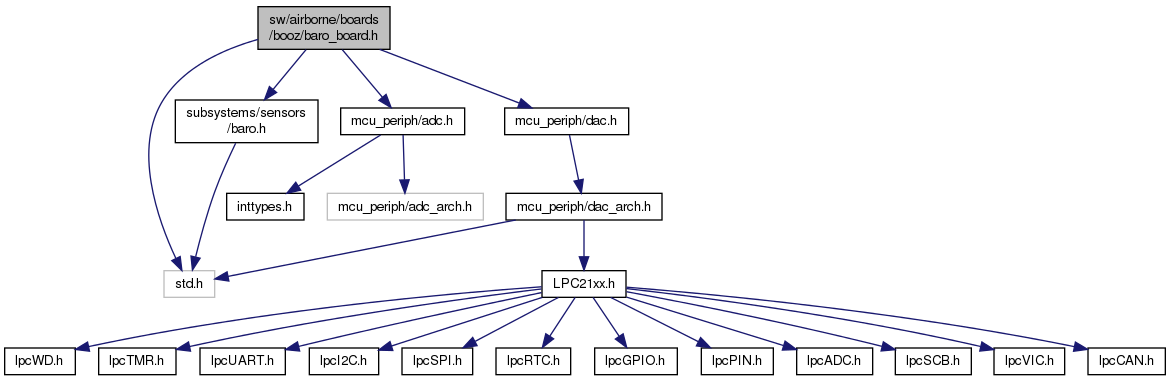 sw/airborne/boards
/booz/baro_board.h
subsystems/sensors
/baro.h
mcu_periph/adc.h
mcu_periph/dac.h
inttypes.h
mcu_periph/adc_arch.h
mcu_periph/dac_arch.h
std.h
LPC21xx.h
lpcWD.h
lpcTMR.h
lpcUART.h
lpcI2C.h
lpcSPI.h
lpcRTC.h
lpcGPIO.h
lpcPIN.h
lpcADC.h
lpcSCB.h
lpcVIC.h
lpcCAN.h